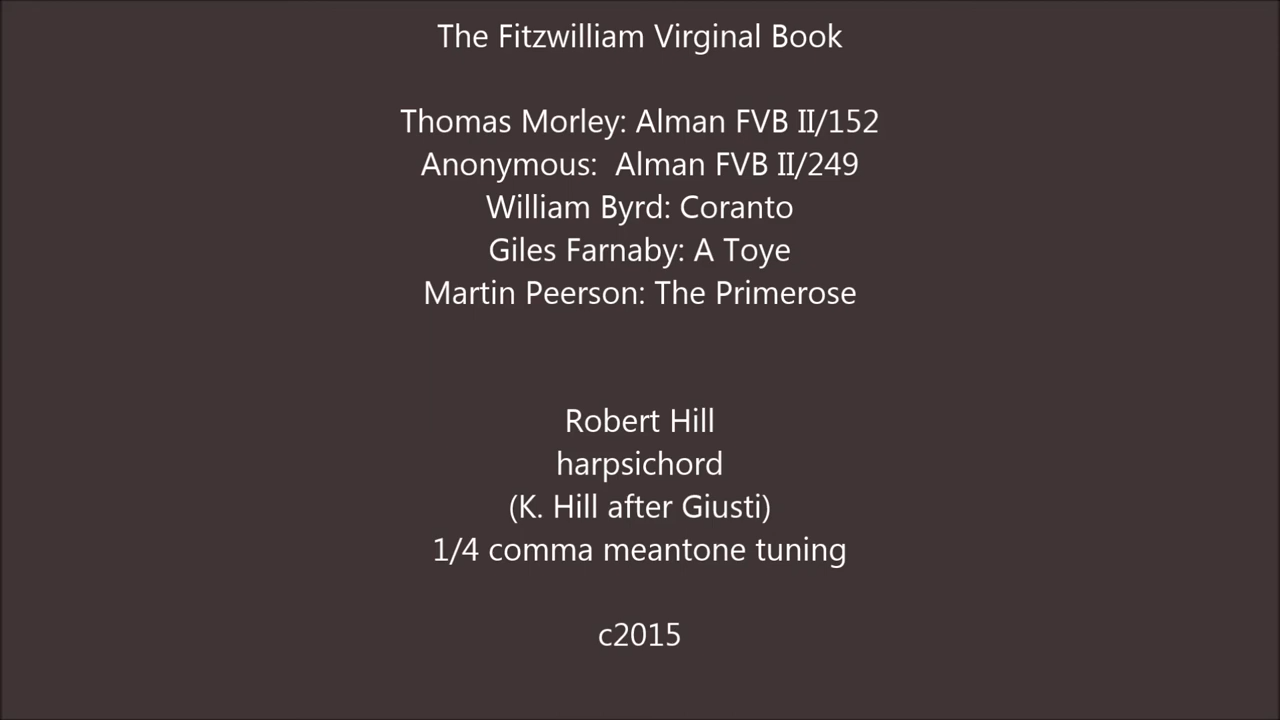 The Fitzwilliam Virginal Book
Thomas Morley: Alman FVB II/152
Anonymous:  Alman FVB II/249
William Byrd: Coranto
Giles Farnaby: A Toye
Martin Peerson: The Primerose
Robert Hill
harpsichord
(K. Hill after Giusti)
1/4 comma meantone tuning
c2015